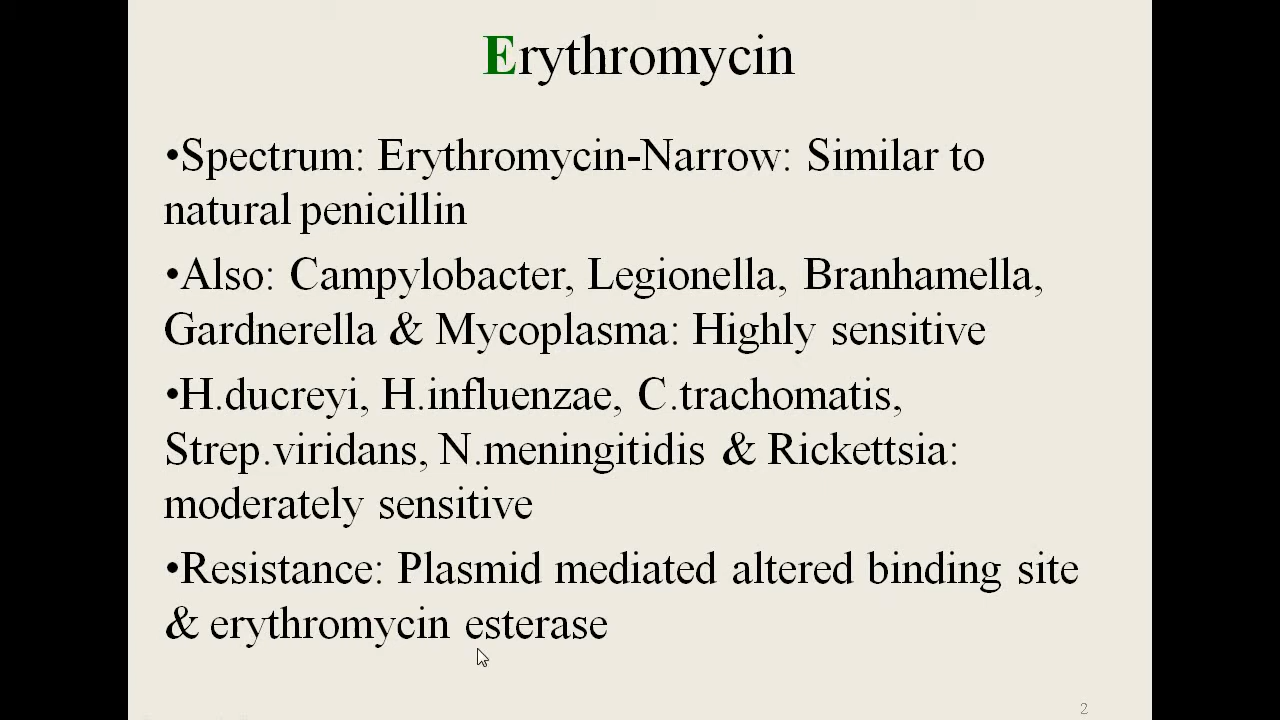 Erythromycin
•Spectrum: Erythromycin-Narrow: Similar to
natural penicillin
•Also: Campylobacter, Legionella, Branhamella,
Gardnerella & Mycoplasma: Highly sensitive
•H.ducreyi, H.influenzae, C.trachomatis,
Strep.viridans, N.meningitidis & Rickettsia:
moderately sensitive
•Resistance: Plasmid mediated altered binding site
& erythromycin esterase
2